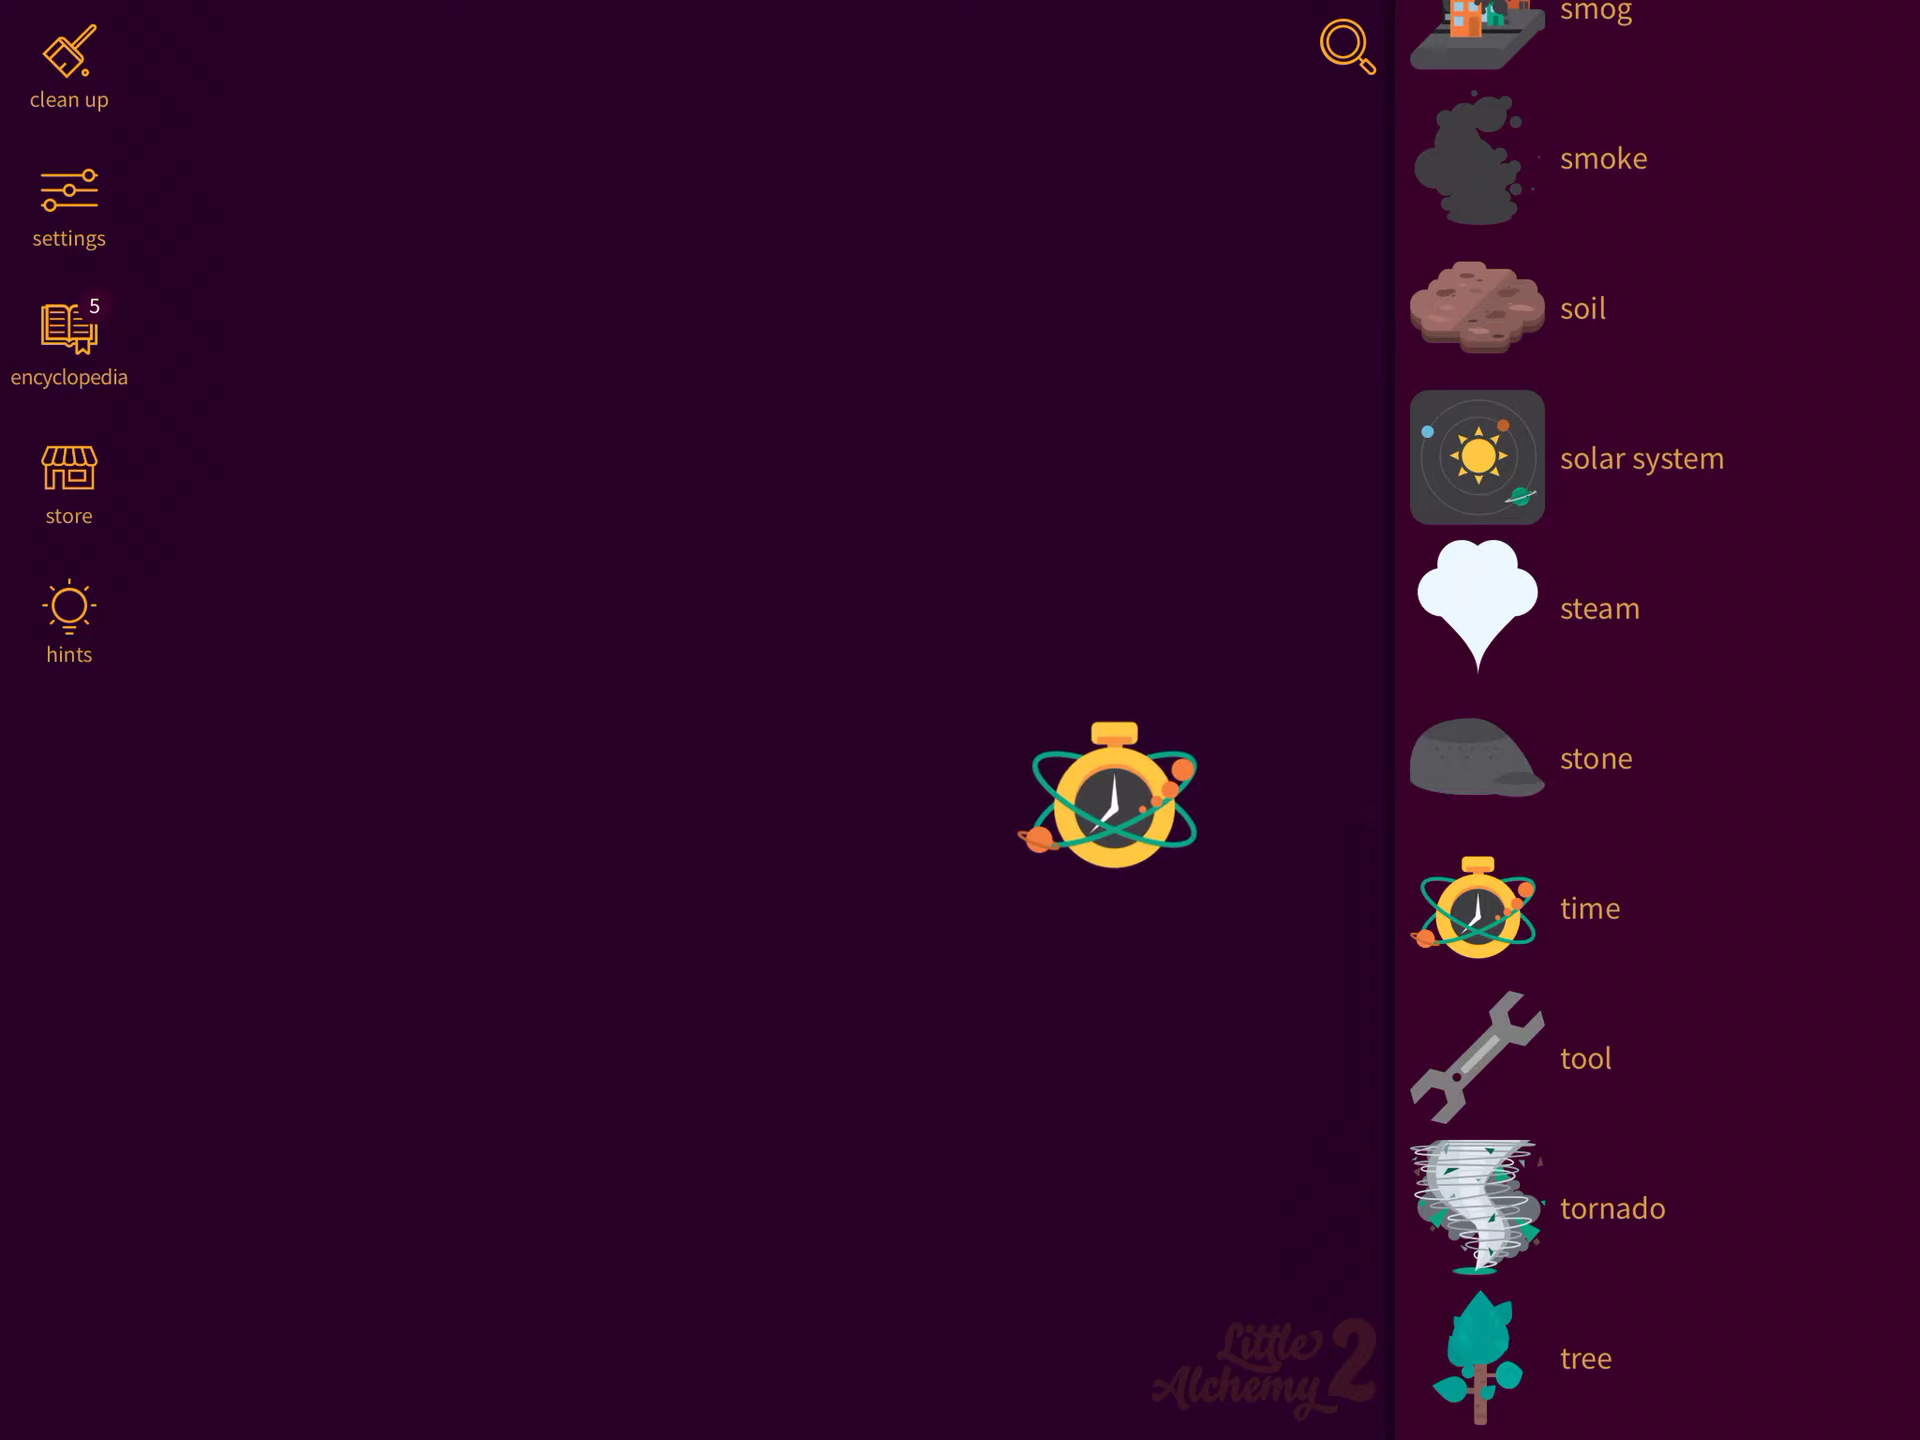 clean up
settings
5
encyclopedia
store
hints
Little
Alchemy 2
smog
smoke
soil
solar system
steam
stone
time
tool
tornado
tree